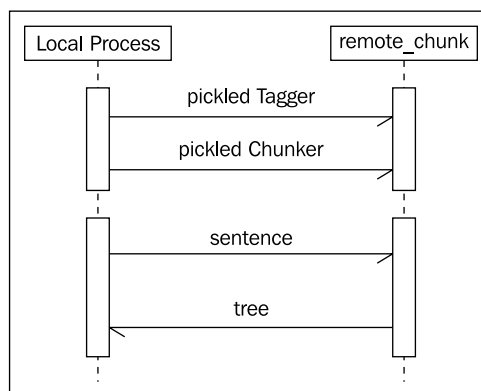 Local Process
remote_chunk
pickled Tagger
pickled Chunker
sentence
tree